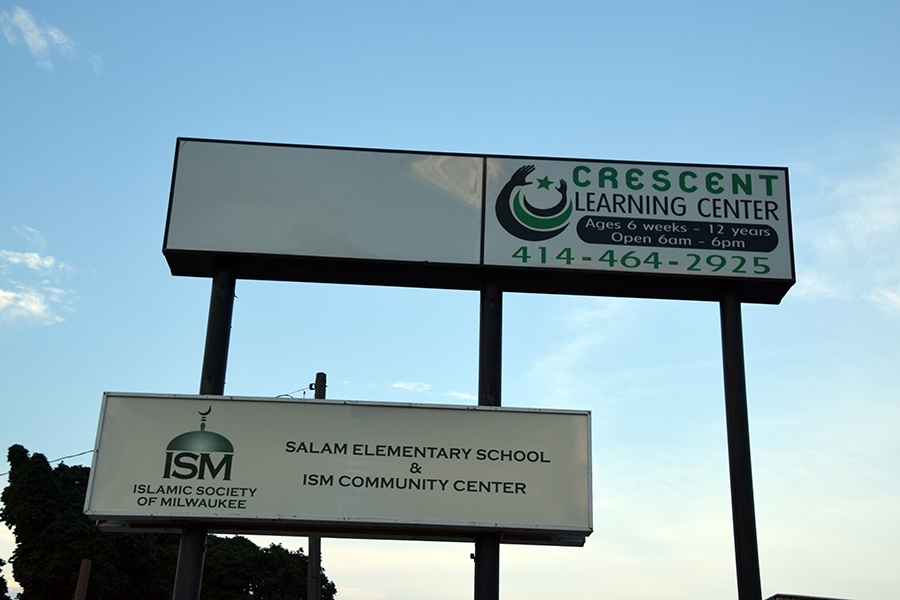 CRESCENT
LEARNING CENTER
Ages 6 weeks - 12 years
Open 6am - 6pm
414-464-2925
ISM
ISLAMIC SOCIETY
OF MILWAUKEE
SALAM ELEMENTARY SCHOOL
&
ISM COMMUNITY CENTER